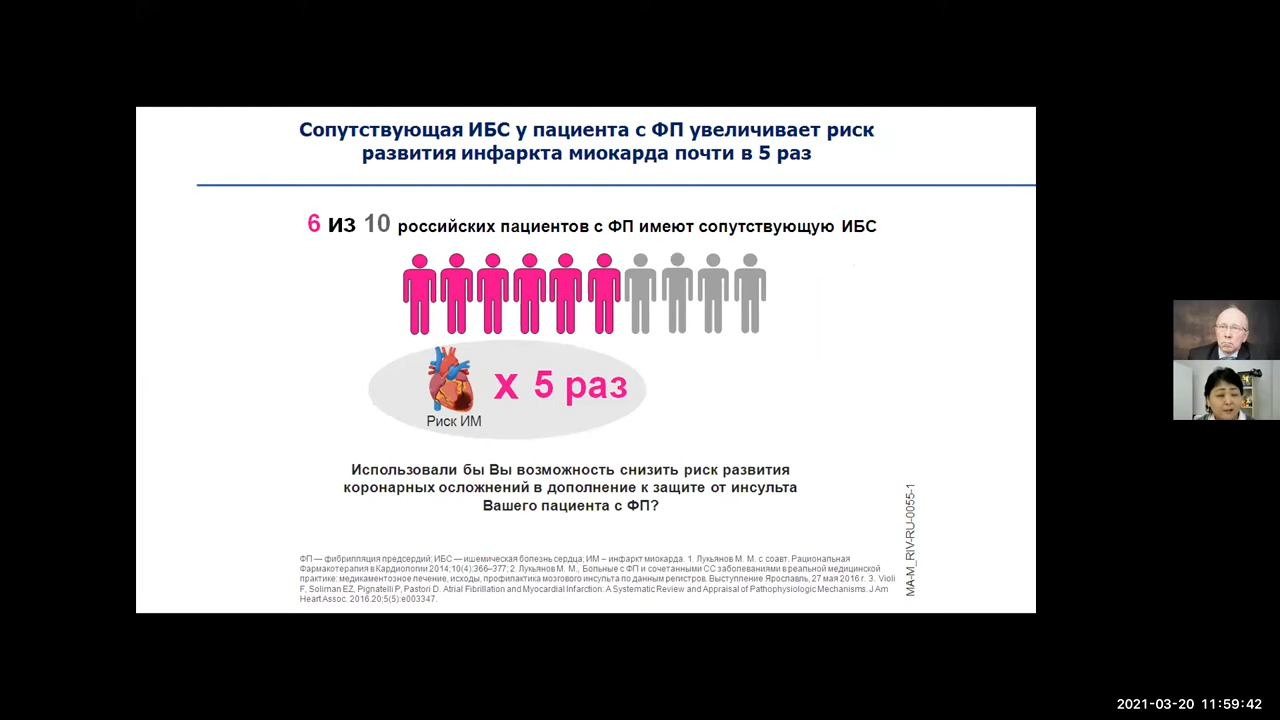 Сопутствующая ИБС у пациента с ФП увеличивает риск
развития инфаркта миокарда почти в 5 раз
6 из 10 российских пациентов с ФП имеют сопутствующую ИБС
x 5 раз
Риск ИМ
Использовали бы Вы возможность снизить риск развития
коронарных осложнений в дополнение к защите от инсульта
Вашего пациента с ФП?
MA-M_RIV-RU-0055-1
ФП — фибрилляция предсердий; ИБС — ишемическая болезнь сердца; ИМ – инфаркт миокарда. 1. Лукьянов М. М. с соавт. Рациональная
Фармакотерапия в Кардиологии 2014;10(4):366–377; 2. Лукьянов М. М., Больные с ФП и сочетанными СС заболеваниями в реальной медицинской
практике: медикаментозное лечение, исходы, профилактика мозгового инсульта по данным регистров. Выступление Ярославль, 27 мая 2016 г. 3. Violi
F, Soliman EZ, Pignatelli P, Pastori D. Atrial Fibrillation and Myocardial Infarction: A Systematic Review and Appraisal of Pathophysiologic Mechanisms. J Am
Heart Assoc. 2016.20;5(5):e003347.
2021-03-20 11:59:42